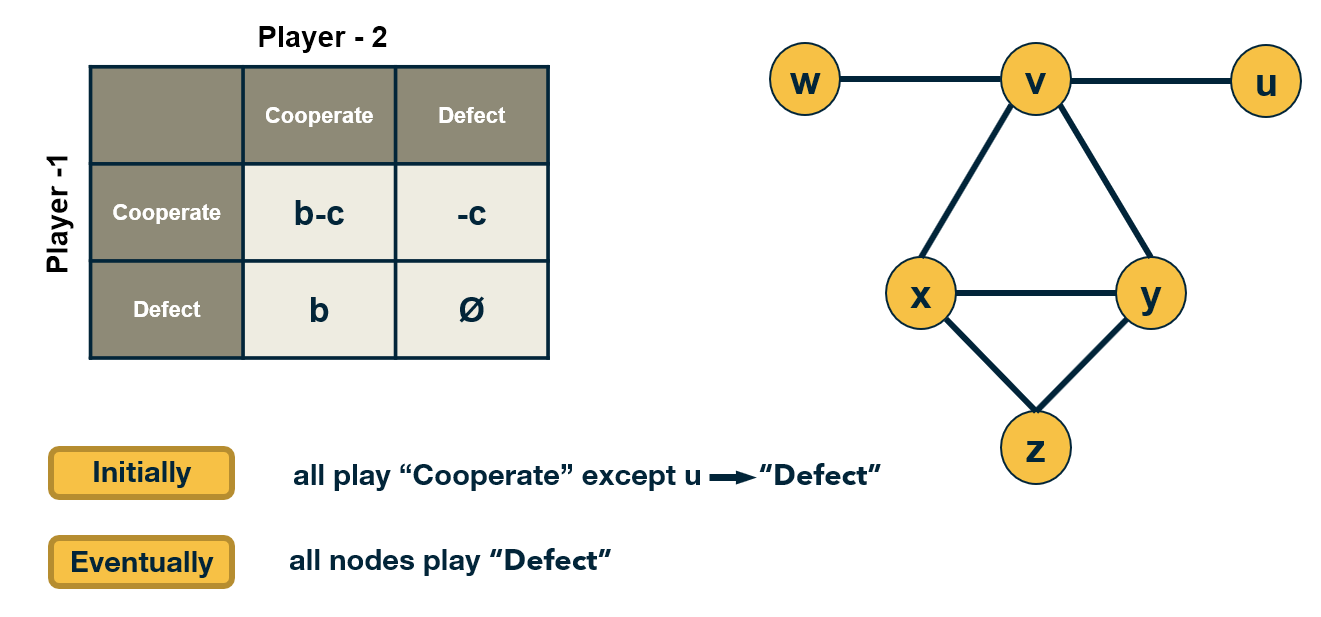 Player - 2
Player -1
Cooperate Defect
Cooperate b-c -c
Defect b Ø
w v u
x y
z
Initially all play “Cooperate” except u “Defect”
Eventually all nodes play “Defect”